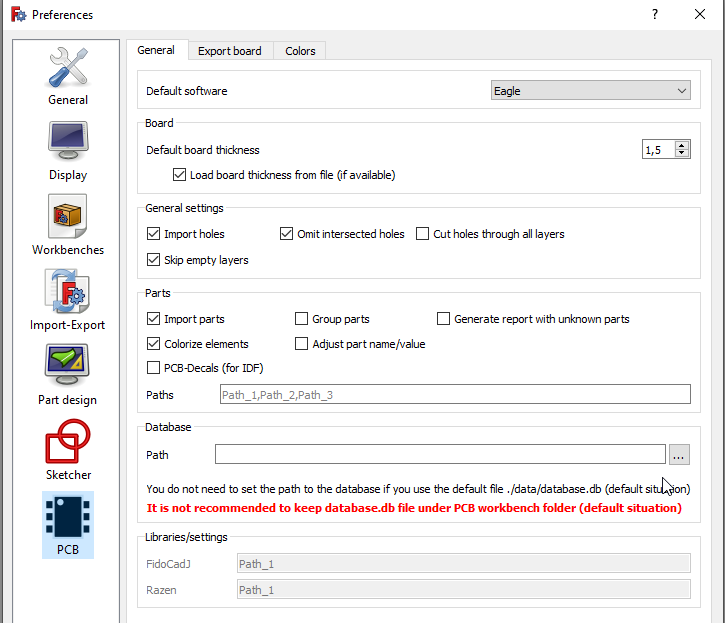 Preferences
?
General
Display
Workbenches
Import-Export
Part design
Sketcher
PCB
General Export board Colors
Default software Eagle
Board
Default board thickness 1,5
Load board thickness from file (if available)
General settings
Import holes Omit intersected holes Cut holes through all layers
Skip empty layers
Parts
Import parts Group parts Generate report with unknown parts
Colorize elements Adjust part name/value
PCB-Decals (for IDF)
Paths Path_1,Path_2,Path_3
Database
Path ...
You do not need to set the path to the database if you use the default file ./data/database.db (default situation)
It is not recommended to keep database.db file under PCB workbench folder (default situation)
Libraries/settings
FidoCadJ Path_1
Razen Path_1